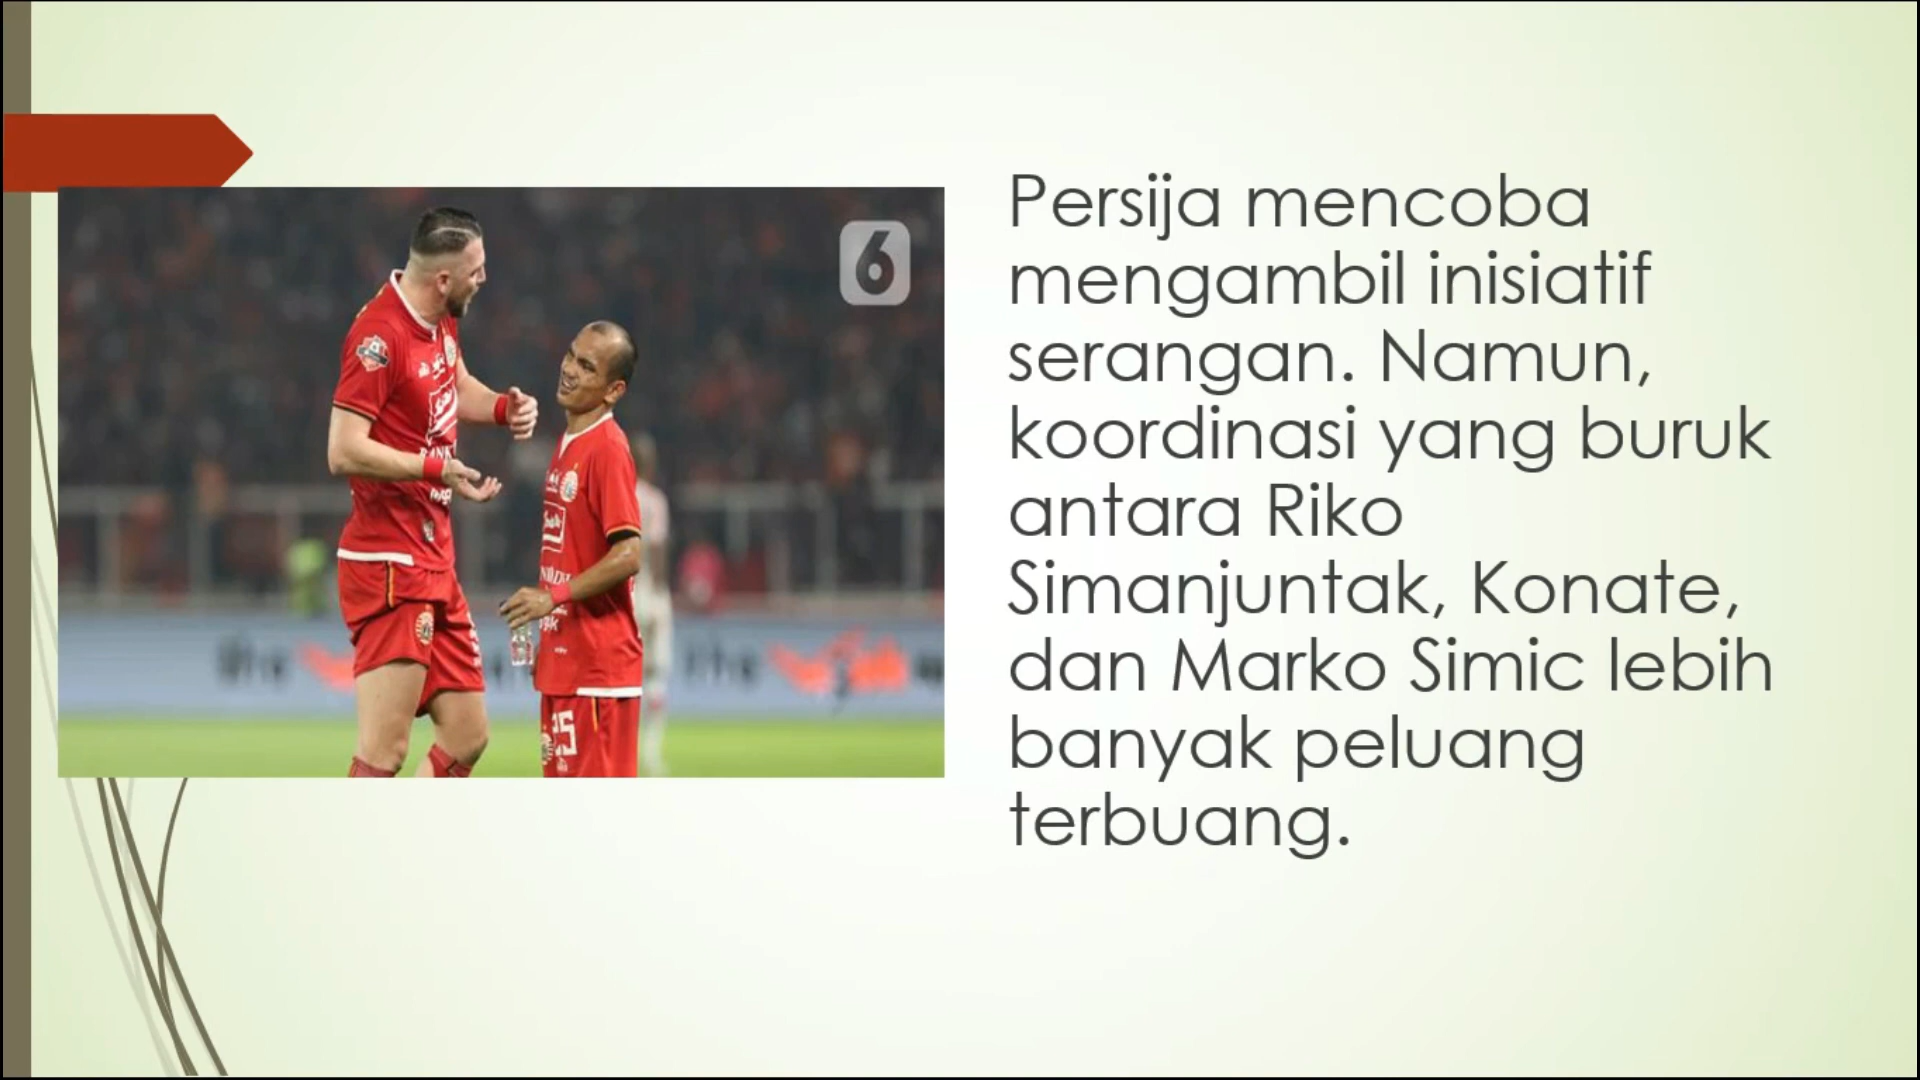 6
Persija mencoba
mengambil inisiatif
serangan. Namun,
koordinasi yang buruk
antara Riko
Simanjuntak, Konate,
dan Marko Simic lebih
banyak peluang
terbuang.
25